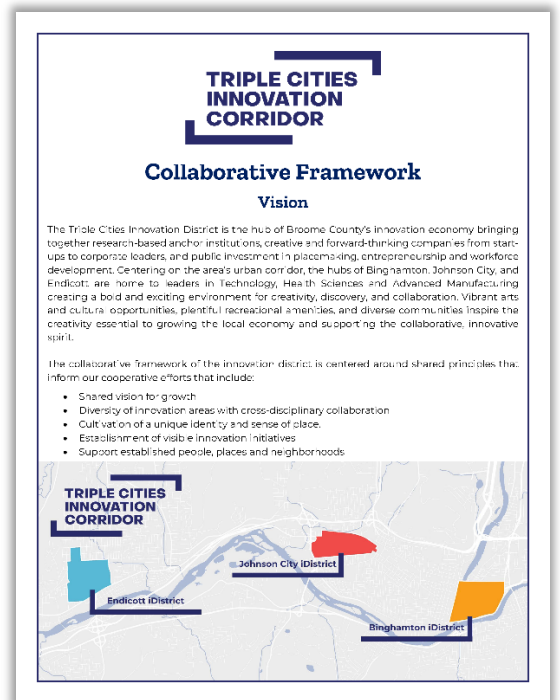 TRIPLE CITIES
INNOVATION
CORRIDOR
Collaborative Framework
Vision
The Triple Cities Innovation District is the hub of Broome County's innovation economy bringing
together research-based anchor institutions, creative and forward-thinking companies from start-
ups to corporate leaders, and public investment in placemaking, entrepreneurship and workforce
development. Centering on the area's urban corridor, the hubs of Binghamton, Johnson City, and
Endicott are home to leaders in Technology, Health Sciences and Advanced Manufacturing
creating a bold and exciting environment for creativity, discovery, and collaboration. Vibrant arts
and cultural opportunities, plentiful recreational amenities, and diverse communities inspire the
creativity essential to growing the local economy and supporting the collaborative, innovative
spirit.
The collaborative framework of the innovation district is centered around shared principles that
inform our cooperative efforts that include:
• Shared vision for growth
• Diversity of innovation areas with cross-disciplinary collaboration
• Cultivation of a unique identity and sense of place.
• Establishment of visible innovation initiatives
• Support established people, places and neighborhoods
TRIPLE CITIES
INNOVATION
CORRIDOR
Johnson City iDistrict
Endicott iDistrict
Binghamton iDistrict